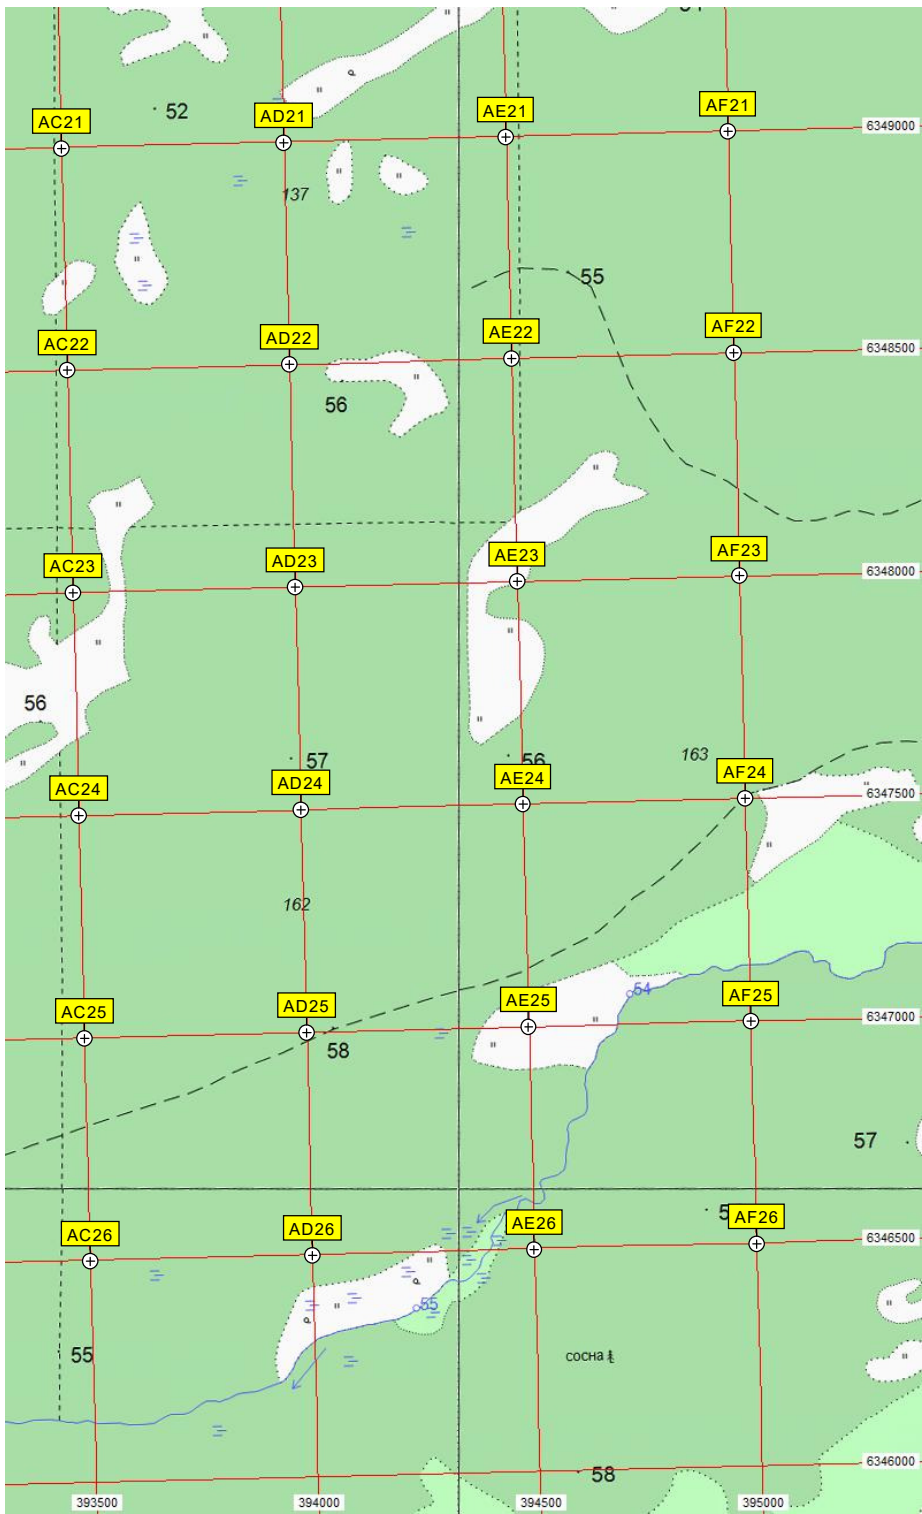 52
AC21
AD21
AE21
AF21
6349000
137
55
AC22
AD22
AE22
AF22
6348500
56
AC23
AD23
AE23
AF23
6348000
56
57
56
163
AC24
AD24
AE24
AF24
6347500
162
54
AC25
AD25
AE25
AF25
6347000
58
57
AC26
AD26
AE26
AF26
6346500
55
55
сосна
58
6346000
393500
394000
394500
395000